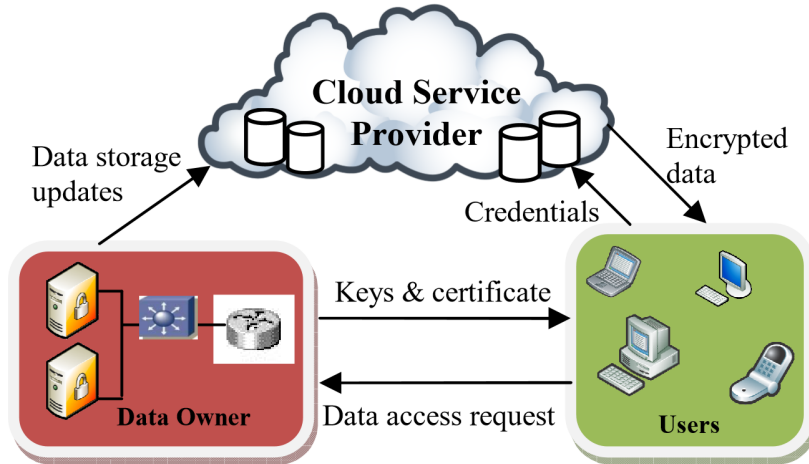 Cloud Service
Provider
Data storage
updates
Encrypted
data
Credentials
Keys & certificate
Data access request
Data Owner
Users